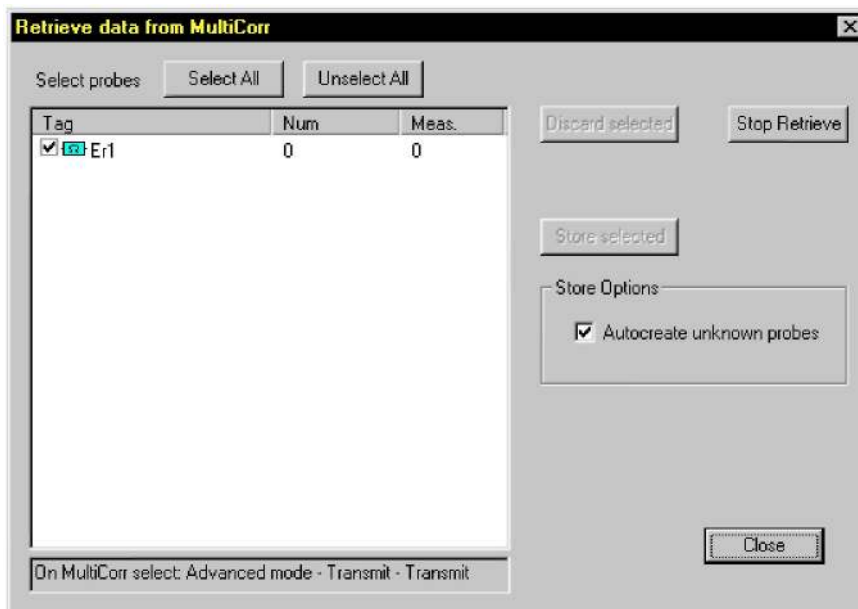 Retrieve data from MultiCorr
Select probes Select All Unselect All
Tag Num Meas.
Er1 0 0
Discard selected Stop Retrieve
Store selected
Store Options
Autocreate unknown probes
Close
On MultiCorr select: Advanced mode - Transmit - Transmit